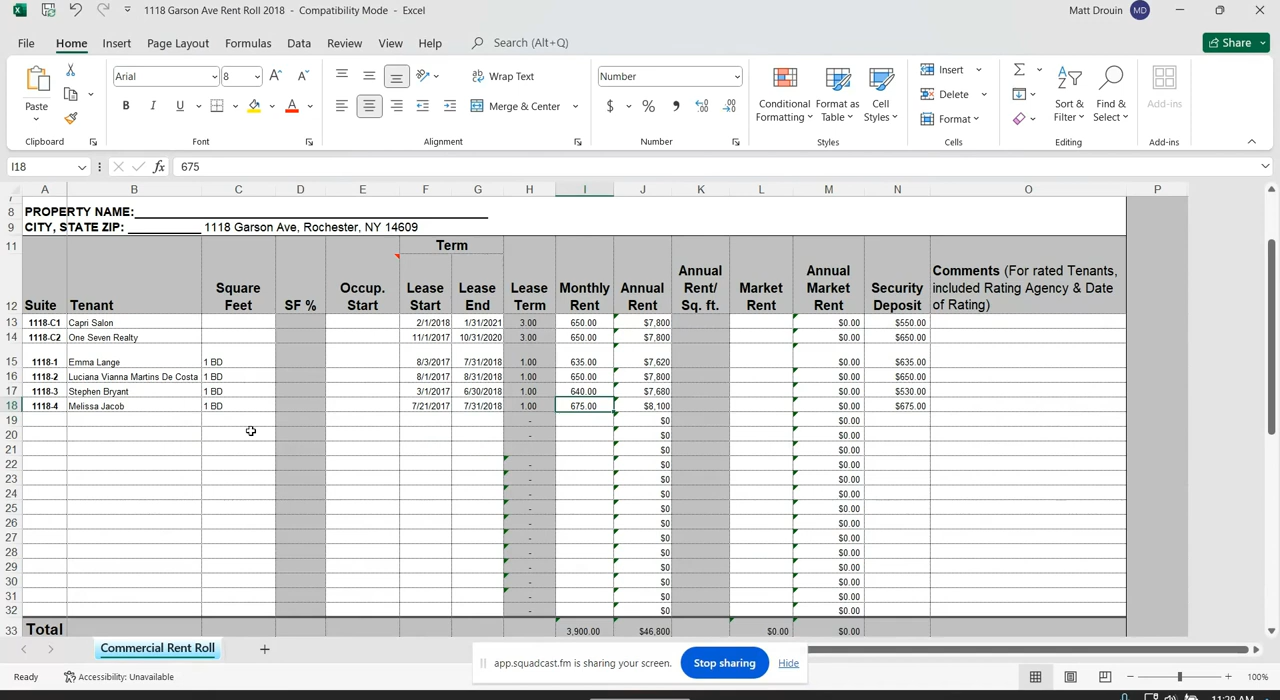 1118 Garson Ave Rent Roll 2018 - Compatibility Mode - Excel
Matt Drouin MD
File Home Insert Page Layout Formulas Data Review View Help Search (Alt+Q) Share
Paste Arial 8 Wrap Text Number Conditional Formatting Format as Table Cell Styles Insert Sort & Filter Find & Select Add-ins
B I U A Merge & Center $ % Delete
Format
Clipboard Font Alignment Number Styles Cells Editing Add-ins
I18 fx 675
A B C D E F G H I J K L M N O P
8 PROPERTY NAME:
9 CITY, STATE ZIP: 1118 Garson Ave, Rochester, NY 14609
11 Term
12 Suite Tenant Square Feet SF % Occup. Start Lease Start Lease End Lease Term Monthly Rent Annual Rent Annual Rent/ Sq. ft. Market Rent Annual Market Rent Security Deposit Comments (For rated Tenants, included Rating Agency & Date of Rating)
13 1118-C1 Capri Salon 2/1/2018 1/31/2021 3.00 650.00 $7,800 $0.00 $550.00
14 1118-C2 One Seven Realty 11/1/2017 10/31/2020 3.00 650.00 $7,800 $0.00 $650.00
15 1118-1 Emma Lange 1 BD 8/3/2017 7/31/2018 1.00 635.00 $7,620 $0.00 $635.00
16 1118-2 Luciana Vianna Martins De Costa 1 BD 8/1/2017 8/31/2018 1.00 650.00 $7,800 $0.00 $650.00
17 1118-3 Stephen Bryant 1 BD 3/1/2017 6/30/2018 1.00 640.00 $7,680 $0.00 $530.00
18 1118-4 Melissa Jacob 1 BD 7/21/2017 7/31/2018 1.00 675.00 $8,100 $0.00 $675.00
19 - $0 $0.00
20 - $0 $0.00
21 $0 $0.00
22 - $0 $0.00
23 - $0 $0.00
24 - $0 $0.00
25 - $0 $0.00
26 - $0 $0.00
27 - $0 $0.00
28 - $0 $0.00
29 - $0 $0.00
30 - $0 $0.00
31 - $0 $0.00
32 - $0 $0.00
33 Total 3,900.00 $46,800 $0.00 $0.00
Commercial Rent Roll
app.squadcast.fm is sharing your screen. Stop sharing Hide
Ready Accessibility: Unavailable 100%
11:29 AM